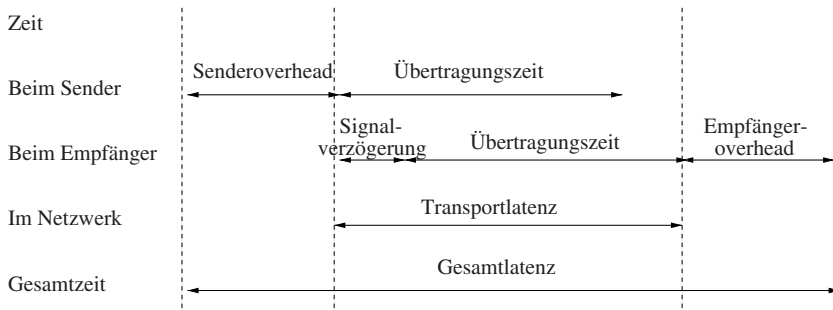 Zeit
Senderoverhead
Übertragungszeit
Beim Sender
Signal-
verzögerung
Übertragungszeit
Empfänger-
overhead
Beim Empfänger
Transportlatenz
Im Netzwerk
Gesamtlatenz
Gesamtzeit